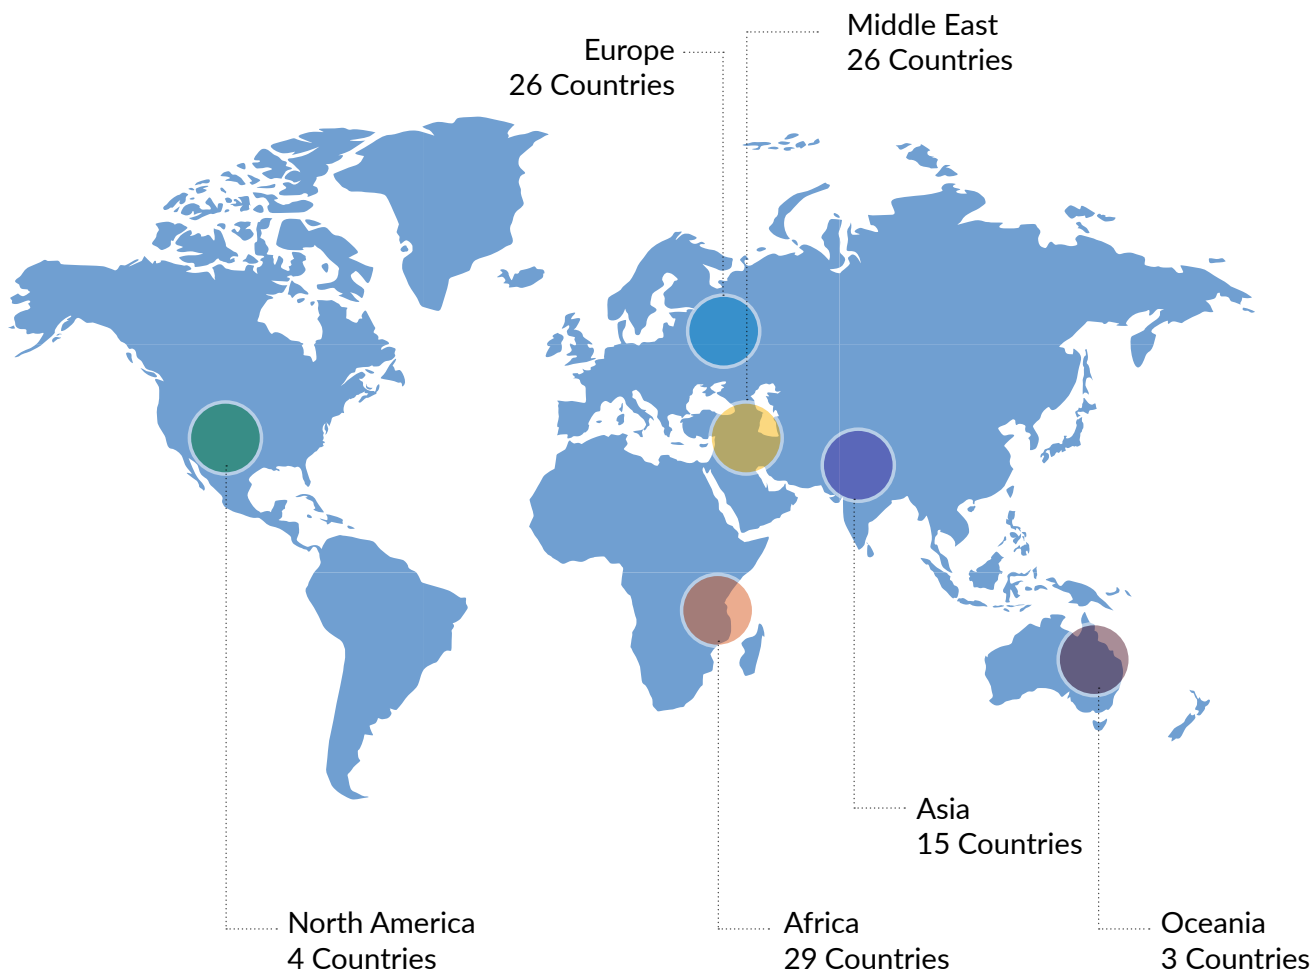 Middle East
26 Countries
Europe
26 Countries
Asia
15 Countries
North America
4 Countries
Africa
29 Countries
Oceania
3 Countries